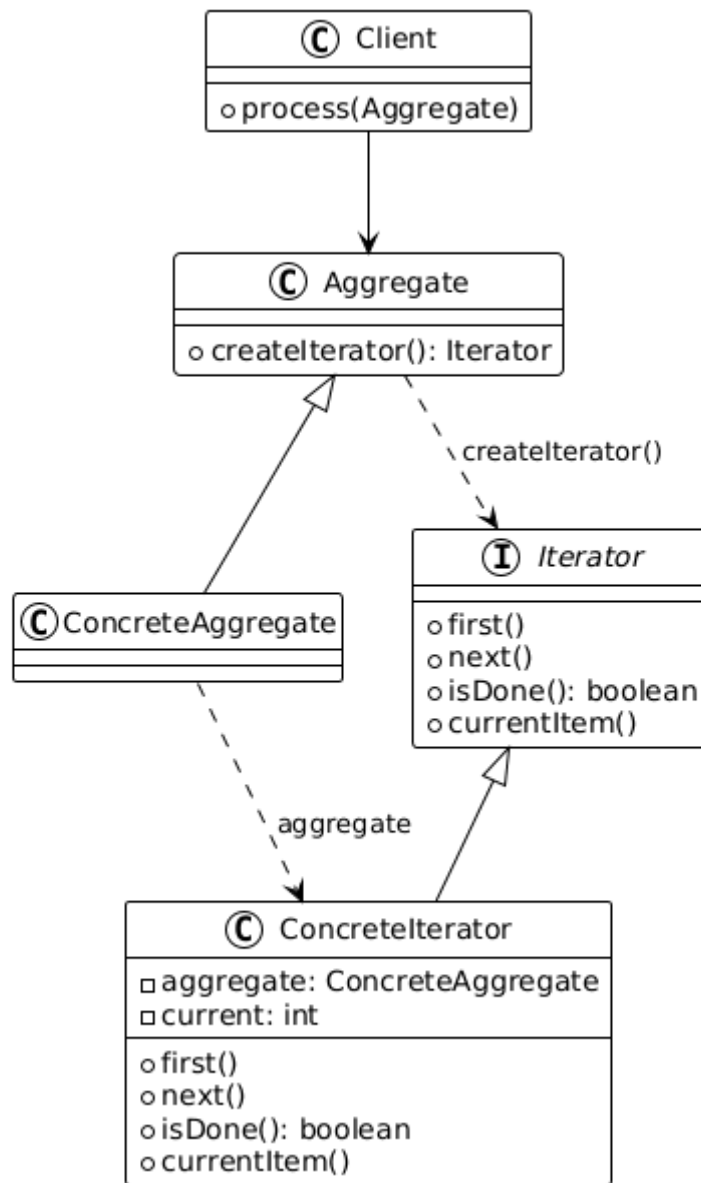 C Client
process(Aggregate)
C Aggregate
createIterator(): Iterator
createIterator()
I Iterator
first()
next()
isDone(): boolean
currentItem()
C ConcreteAggregate
aggregate
C ConcreteIterator
aggregate: ConcreteAggregate
current: int
first()
next()
isDone(): boolean
currentItem()